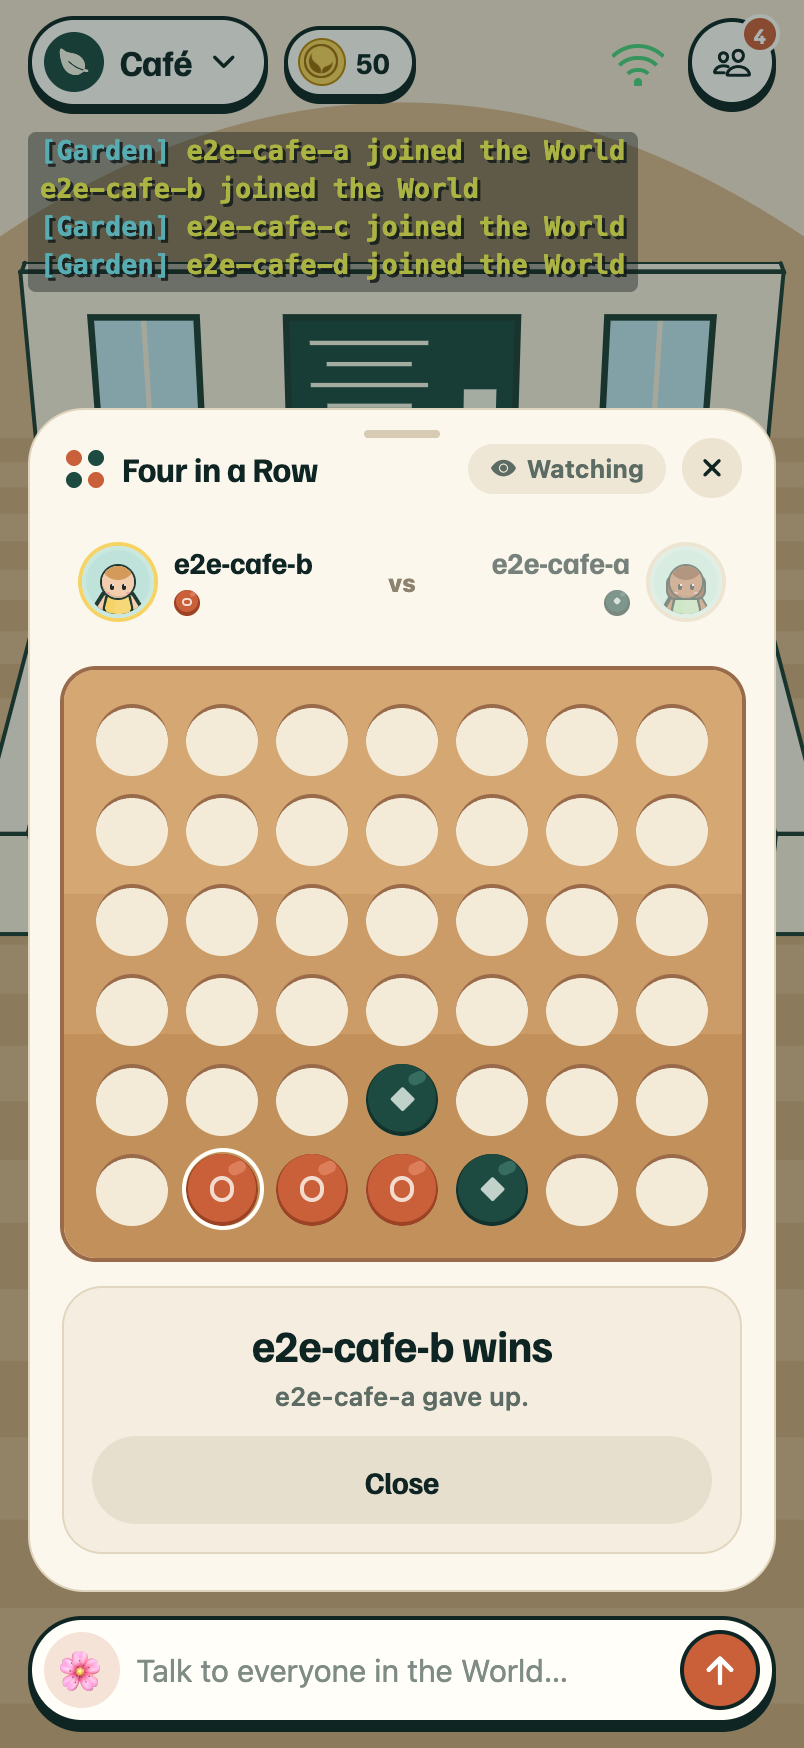 Café
50
4
[Garden] e2e-cafe-a joined the World
e2e-cafe-b joined the World
[Garden] e2e-cafe-c joined the World
[Garden] e2e-cafe-d joined the World
Four in a Row
Watching
e2e-cafe-b
vs
e2e-cafe-a
e2e-cafe-b wins
e2e-cafe-a gave up.
Close
Talk to everyone in the World...